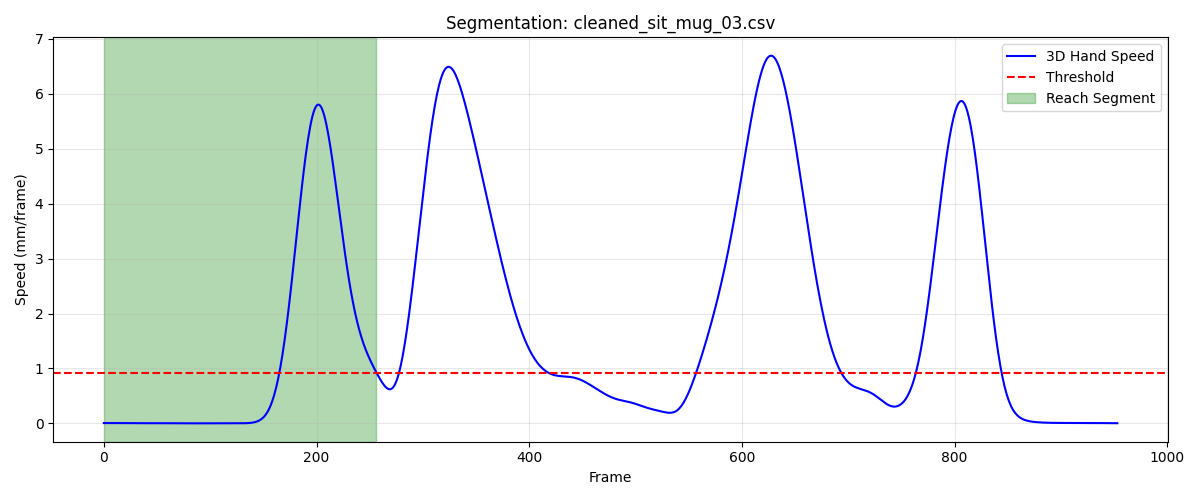 Segmentation: cleaned_sit_mug_03.csv
7
6
5
4
3
2
1
0
Speed (mm/frame)
3D Hand Speed
Threshold
Reach Segment
0 200 400 600 800 1000
Frame